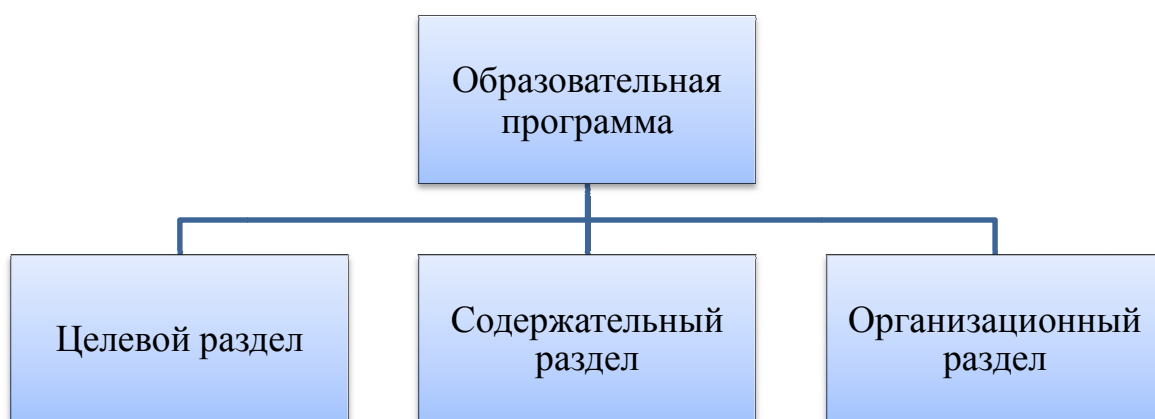 Образовательная
программа
Целевой раздел
Содержательный
раздел
Организационный
раздел